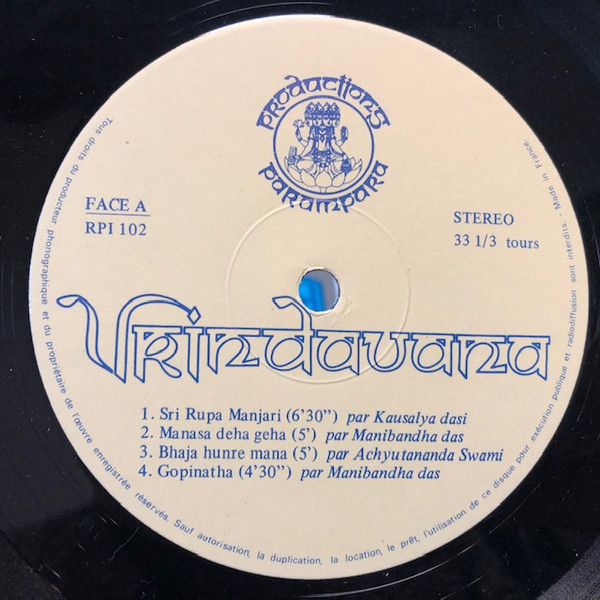 PRODUCTIONS
PARAMPARA
FACE A
RPI 102
STEREO
33 1/3 tours
Vrindavana
1. Sri Rupa Manjari (6'30") par Kausalya dasi
2. Manasa deha geha (5') par Manibandha das
3. Bhaja hunre mana (5') par Achyutananda Swami
4. Gopinatha (4'30") par Manibandha das
Tous droits du producteur phonographique et du propriétaire de l'œuvre enregistrée réservés. Sauf autorisation, la duplication, la location, le prêt, l'utilisation de ce disque pour exécution publique et radiodiffusion sont interdits. Made in France.